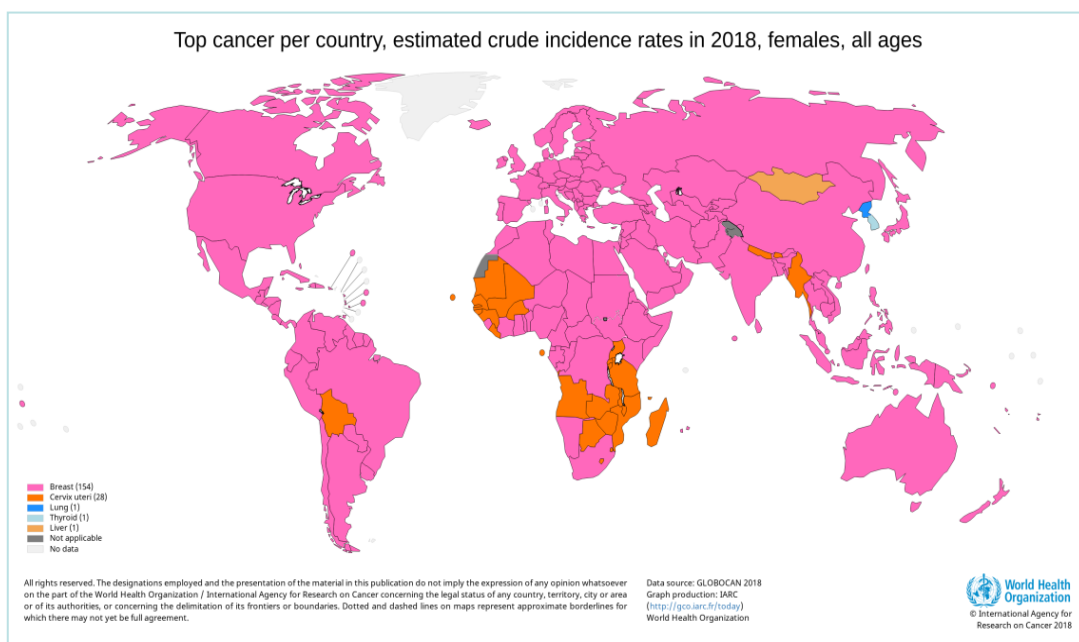 Top cancer per country, estimated crude incidence rates in 2018, females, all ages
Breast (154)
Cervix uteri (28)
Lung (1)
Thyroid (1)
Liver (1)
Not applicable
No data
All rights reserved. The designations employed and the presentation of the material in this publication do not imply the expression of any opinion whatsoever
on the part of the World Health Organization / International Agency for Research on Cancer concerning the legal status of any country, territory, city or area
or of its authorities, or concerning the delimitation of its frontiers or boundaries. Dotted and dashed lines on maps represent approximate borderlines for
which there may not yet be full agreement.
Data source: GLOBOCAN 2018
Graph production: IARC
(http://gco.iarc.fr/today)
World Health Organization
World Health
Organization
© International Agency for
Research on Cancer 2018